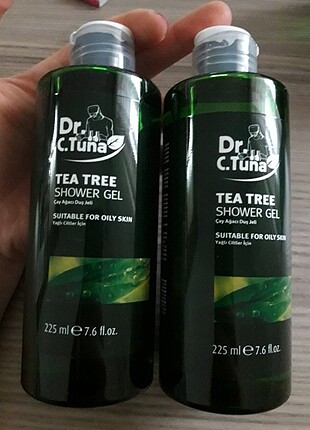 Dr.
C.Tuna
TEA TREE
SHOWER GEL
Çay Ağacı Duş Jeli
SUITABLE FOR OILY SKIN
Yağlı Ciltler İçin
225 ml e 7.6 fl.oz.
Dr.
C.Tuna
TEA TREE
SHOWER GEL
Çay Ağacı Duş Jeli
SUITABLE FOR OILY SKIN
Yağlı Ciltler İçin
225 ml e 7.6 fl.oz.